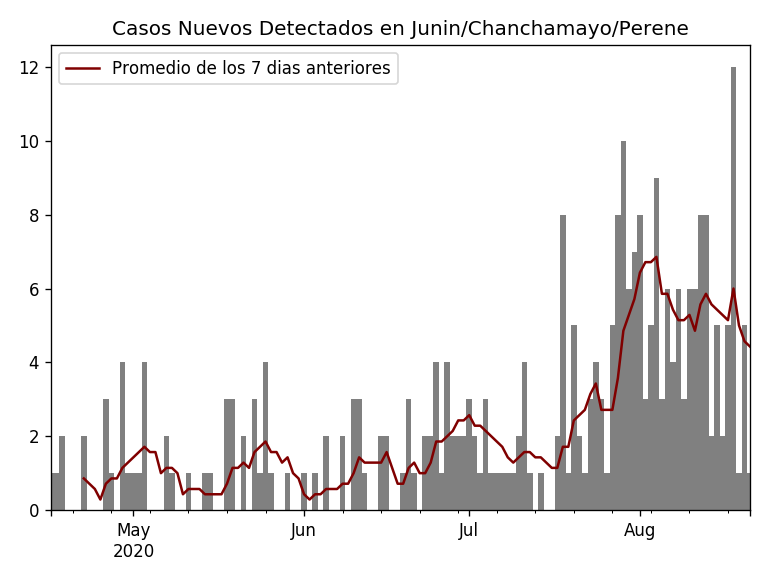 Casos Nuevos Detectados en Junin/Chanchamayo/Perene
Promedio de los 7 dias anteriores
12
10
8
6
4
2
0
May
2020
Jun
Jul
Aug